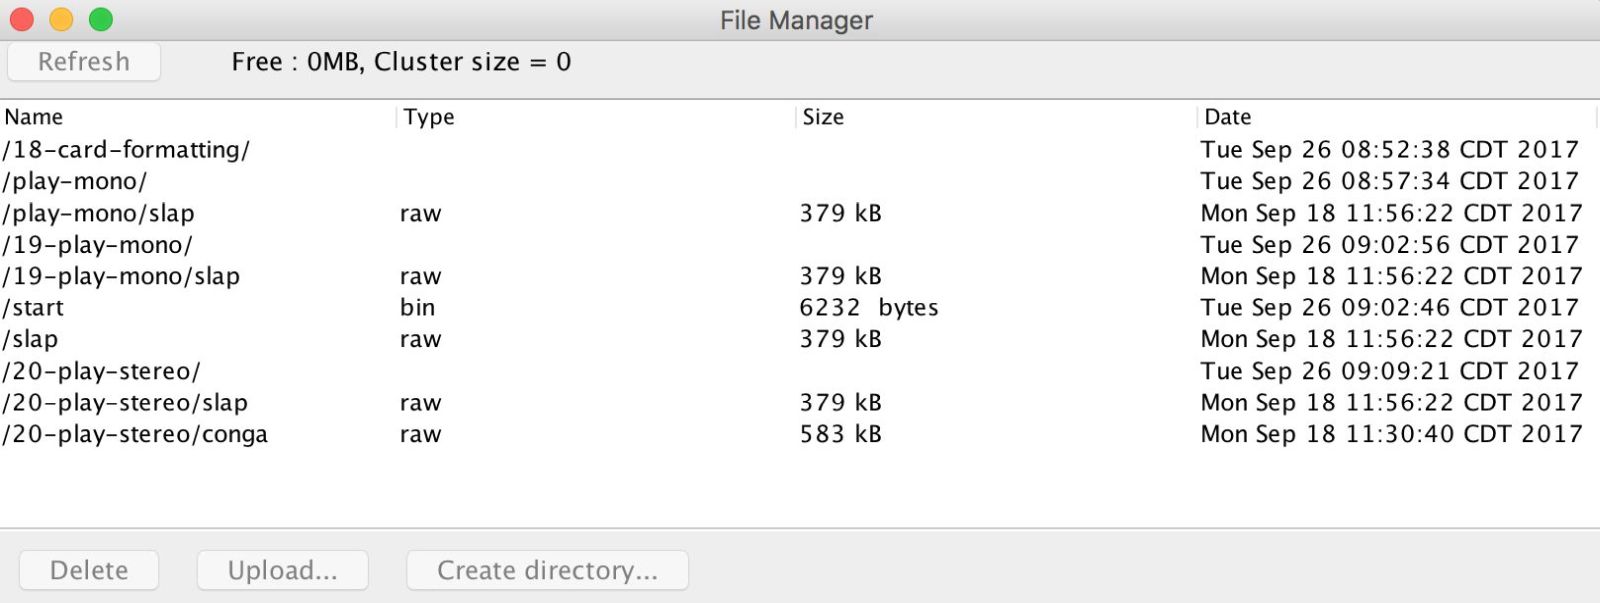 File Manager
Refresh Free : 0MB, Cluster size = 0
Name Type Size Date
/18-card-formatting/ Tue Sep 26 08:52:38 CDT 2017
/play-mono/ Tue Sep 26 08:57:34 CDT 2017
/play-mono/slap raw 379 kB Mon Sep 18 11:56:22 CDT 2017
/19-play-mono/ Tue Sep 26 09:02:56 CDT 2017
/19-play-mono/slap raw 379 kB Mon Sep 18 11:56:22 CDT 2017
/start bin 6232 bytes Tue Sep 26 09:02:46 CDT 2017
/slap raw 379 kB Mon Sep 18 11:56:22 CDT 2017
/20-play-stereo/ Tue Sep 26 09:09:21 CDT 2017
/20-play-stereo/slap raw 379 kB Mon Sep 18 11:56:22 CDT 2017
/20-play-stereo/conga raw 583 kB Mon Sep 18 11:30:40 CDT 2017
Delete Upload... Create directory...